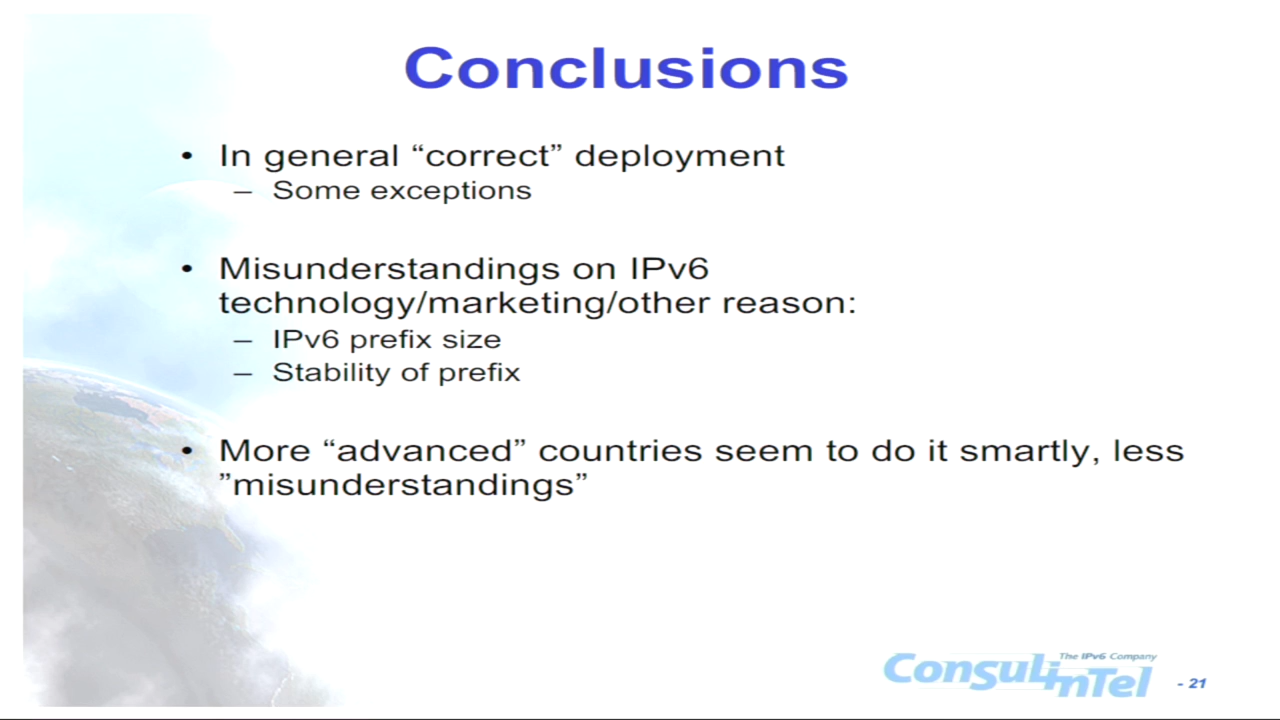 Conclusions
• In general “correct” deployment
– Some exceptions
• Misunderstandings on IPv6
technology/marketing/other reason:
– IPv6 prefix size
– Stability of prefix
• More “advanced” countries seem to do it smartly, less
”misunderstandings”
The IPv6 Company
ConsulintTel
- 21